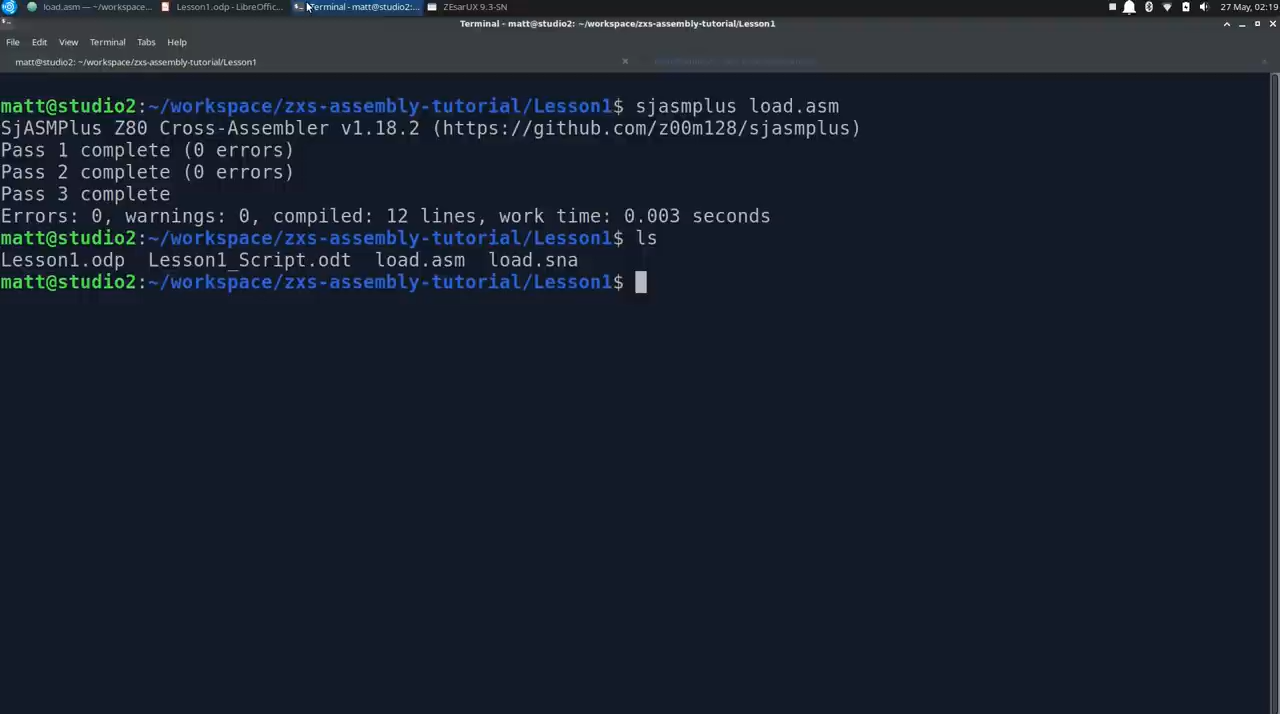 load.asm — ~/workspace... Lesson1.odp - LibreOffic... Terminal - matt@studio2:... ZEsarUX 9.3-SN 27 May, 02:19
Terminal - matt@studio2: ~/workspace/zxs-assembly-tutorial/Lesson1
File Edit View Terminal Tabs Help
matt@studio2: ~/workspace/zxs-assembly-tutorial/Lesson1
matt@studio2:~/workspace/zxs-assembly-tutorial/Lesson1$ sjasmplus load.asm
SjASMPlus Z80 Cross-Assembler v1.18.2 (https://github.com/z00m128/sjasmplus)
Pass 1 complete (0 errors)
Pass 2 complete (0 errors)
Pass 3 complete
Errors: 0, warnings: 0, compiled: 12 lines, work time: 0.003 seconds
matt@studio2:~/workspace/zxs-assembly-tutorial/Lesson1$ ls
Lesson1.odp Lesson1_Script.odt load.asm load.sna
matt@studio2:~/workspace/zxs-assembly-tutorial/Lesson1$